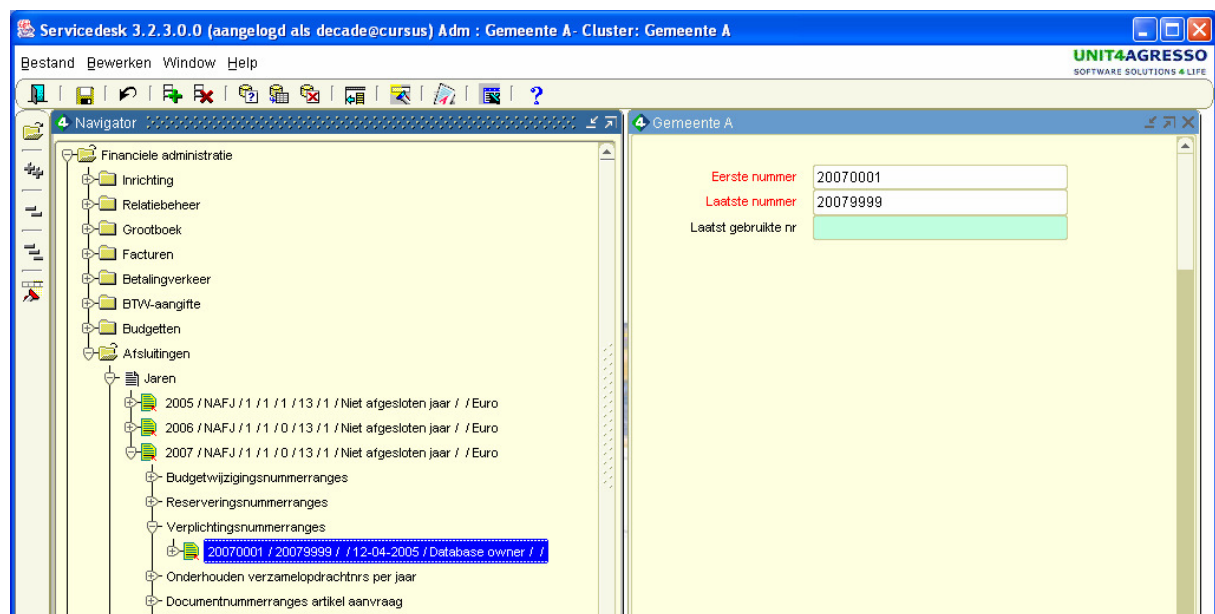 Servicedesk 3.2.3.0.0 (aangelogd als decade@cursus) Adm : Gemeente A- Cluster: Gemeente A
Bestand Bewerken Window Help
UNIT4AGRESSO
SOFTWARE SOLUTIONS 4 LIFE
4 Navigator
Financiele administratie
Inrichting
Relatiebeheer
Grootboek
Facturen
Betalingverkeer
BTW-aangifte
Budgetten
Afsluitingen
Jaren
2005 / NAFJ / 1 / 1 / 1 / 13 / 1 / Niet afgesloten jaar / / Euro
2006 / NAFJ / 1 / 1 / 0 / 13 / 1 / Niet afgesloten jaar / / Euro
2007 / NAFJ / 1 / 1 / 0 / 13 / 1 / Niet afgesloten jaar / / Euro
Budgetwijzigingsnummerranges
Reserveringsnummerranges
Verplichtingsnummerranges
20070001 / 20079999 / / 12-04-2005 / Database owner / /
Onderhouden verzamelopdrachtnrs per jaar
Documentnummerranges artikel aanvraag
4 Gemeente A
Eerste nummer 20070001
Laatste nummer 20079999
Laatst gebruikte nr